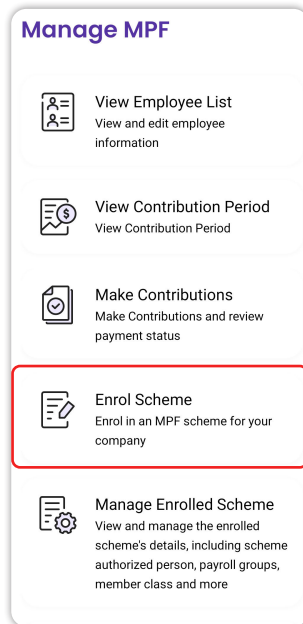 Manage MPF
View Employee List
View and edit employee
information
View Contribution Period
View Contribution Period
Make Contributions
Make Contributions and review
payment status
Enrol Scheme
Enrol in an MPF scheme for your
company
Manage Enrolled Scheme
View and manage the enrolled
scheme's details, including scheme
authorized person, payroll groups,
member class and more